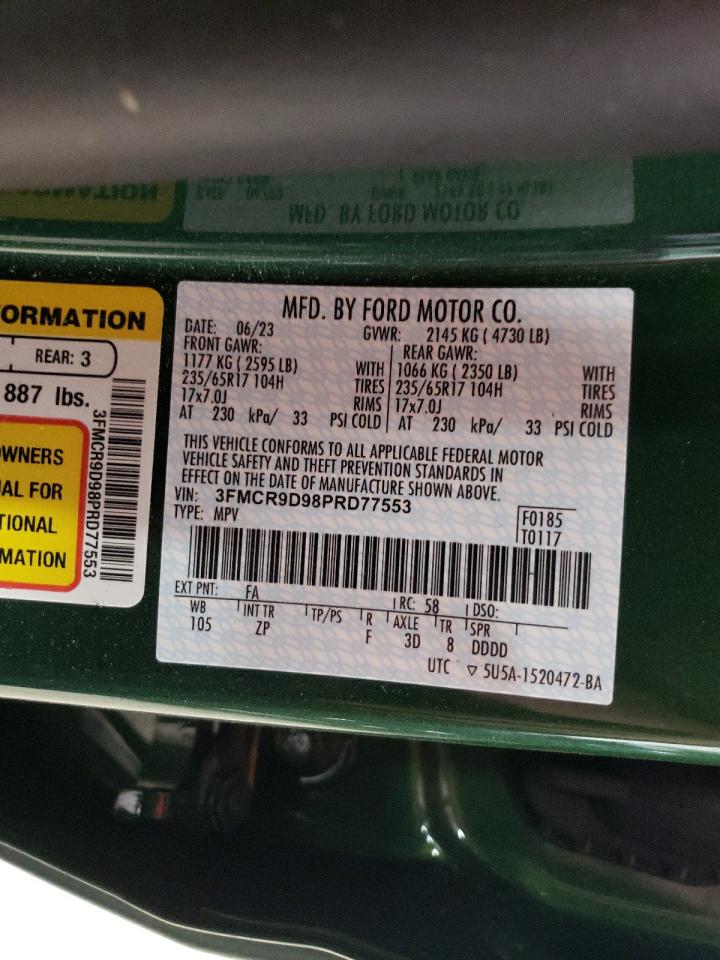 ORMATION
REAR: 3
887 lbs.
3FMCR9D98PRD77553
WNERS
AL FOR
TIONAL
MATION
MFD. BY FORD MOTOR CO.
DATE: 06/23 GVWR: 2145 KG ( 4730 LB)
FRONT GAWR: REAR GAWR:
1177 KG ( 2595 LB) WITH 1066 KG ( 2350 LB) WITH
235/65R17 104H TIRES 235/65R17 104H TIRES
17x7.0J RIMS 17x7.0J RIMS
AT 230 kPa/ 33 PSI COLD AT 230 kPa/ 33 PSI COLD
THIS VEHICLE CONFORMS TO ALL APPLICABLE FEDERAL MOTOR
VEHICLE SAFETY AND THEFT PREVENTION STANDARDS IN
EFFECT ON THE DATE OF MANUFACTURE SHOWN ABOVE.
VIN: 3FMCR9D98PRD77553
TYPE: MPV
F0185
T0117
EXT PNT: FA RC: 58 DSO:
WB INT TR TP/PS R AXLE TR SPR
105 ZP F 3D 8 DDDD
UTC ▽ 5U5A-1520472-BA